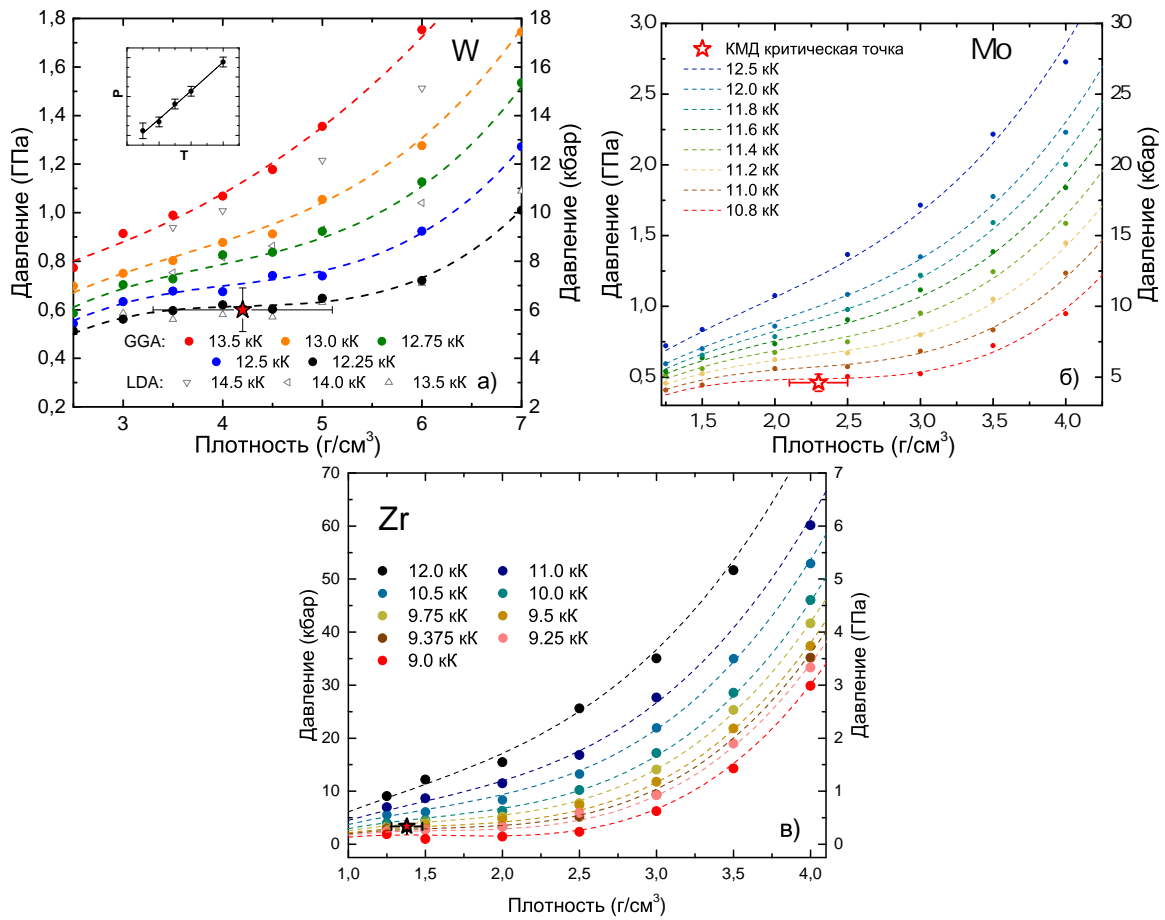 W
P
T
Давление (ГПа)
1,8
1,6
1,4
1,2
1,0
0,8
0,6
0,4
0,2
18
16
14
12
10
8
6
4
2
Давление (кбар)
GGA: 13.5 кК 13.0 кК 12.75 кК
12.5 кК 12.25 кК
LDA: 14.5 кК 14.0 кК 13.5 кК
а)
3 4 5 6 7
Плотность (г/см³)
Mo
КМД критическая точка
12.5 кК
12.0 кК
11.8 кК
11.6 кК
11.4 кК
11.2 кК
11.0 кК
10.8 кК
Давление (ГПа)
3,0
2,5
2,0
1,5
1,0
0,5
30
25
20
15
10
5
Давление (кбар)
б)
1,5 2,0 2,5 3,0 3,5 4,0
Плотность (г/см³)
Zr
12.0 кК 11.0 кК
10.5 кК 10.0 кК
9.75 кК 9.5 кК
9.375 кК 9.25 кК
9.0 кК
Давление (кбар)
70
60
50
40
30
20
10
0
7
6
5
4
3
2
1
0
Давление (ГПа)
в)
1,0 1,5 2,0 2,5 3,0 3,5 4,0
Плотность (г/см³)